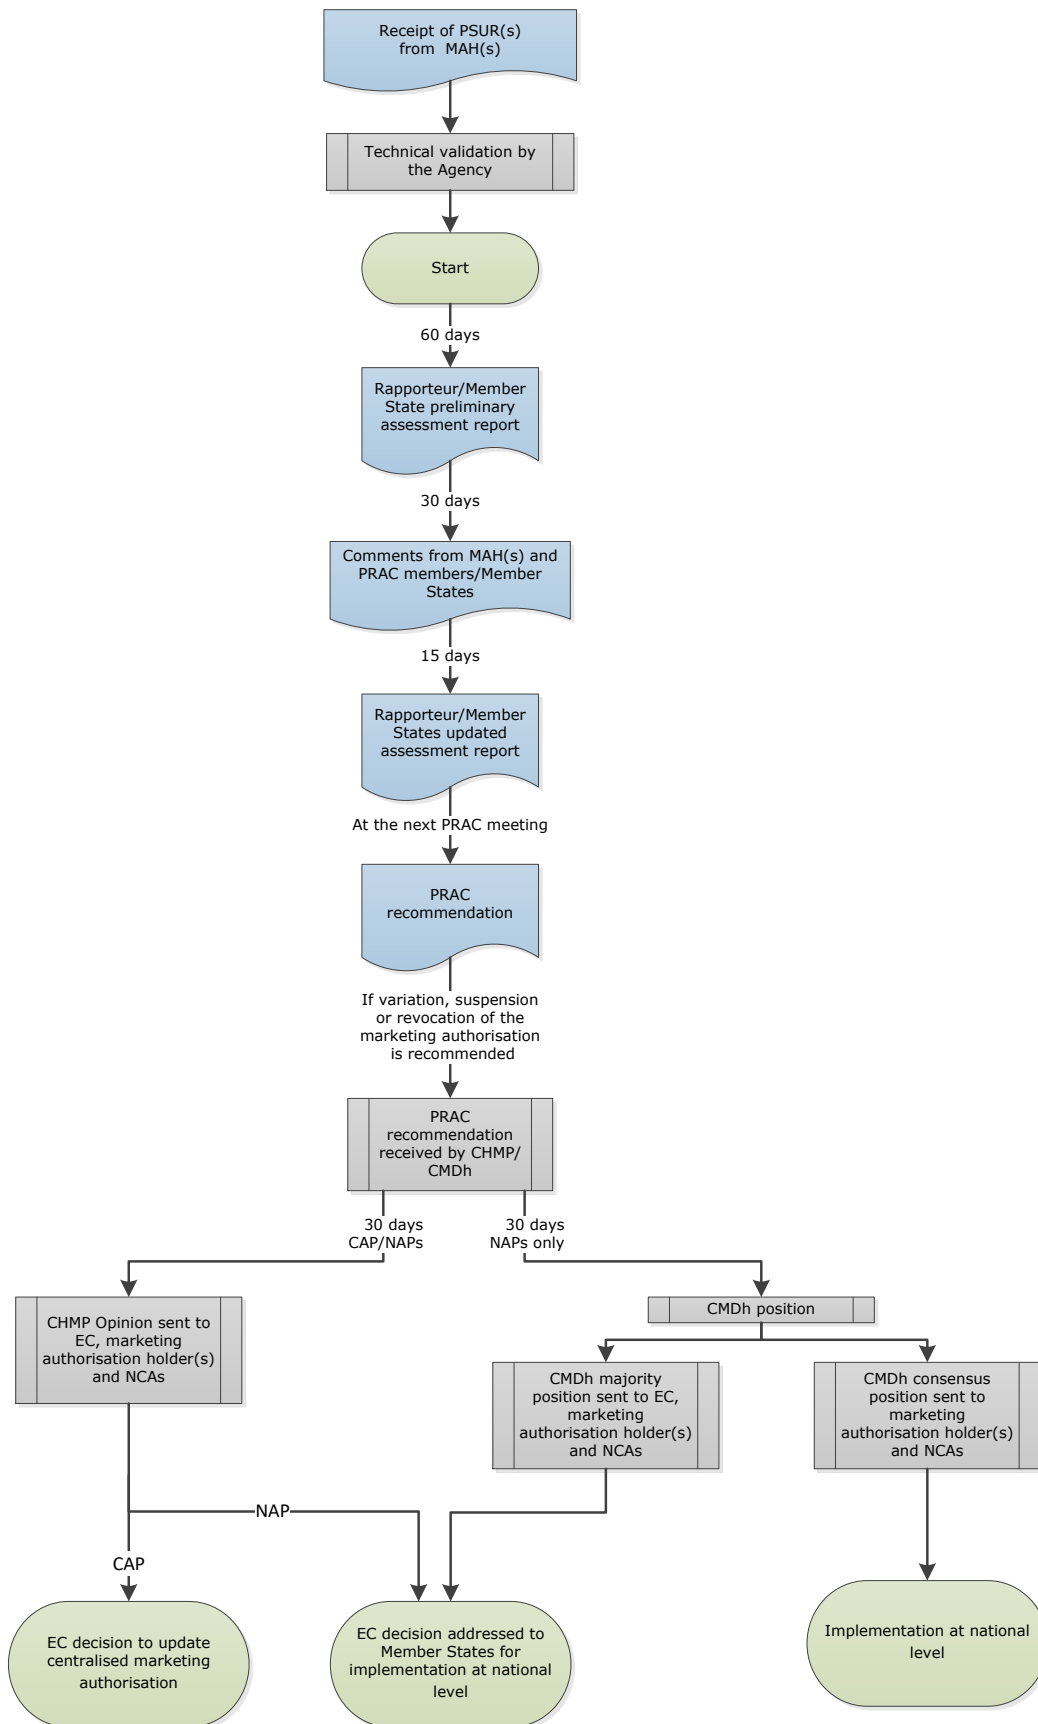 Receipt of PSUR(s)
from  MAH(s)
Technical validation by
the Agency
Start
60 days
Rapporteur/Member
State preliminary
assessment report
30 days
Comments from MAH(s) and
PRAC members/Member
States
15 days
Rapporteur/Member
States updated
assessment report
At the next PRAC meeting
PRAC
recommendation
If variation, suspension
or revocation of the
marketing authorisation
is recommended
PRAC
recommendation
received by CHMP/
CMDh
30 days
CAP/NAPs
30 days
NAPs only
CHMP Opinion sent to
EC, marketing
authorisation holder(s)
and NCAs
CMDh position
CMDh majority
position sent to EC,
marketing
authorisation holder(s)
and NCAs
CMDh consensus
position sent to
marketing
authorisation holder(s)
and NCAs
NAP
CAP
EC decision to update
centralised marketing
authorisation
EC decision addressed to
Member States for
implementation at national
level
Implementation at national
level